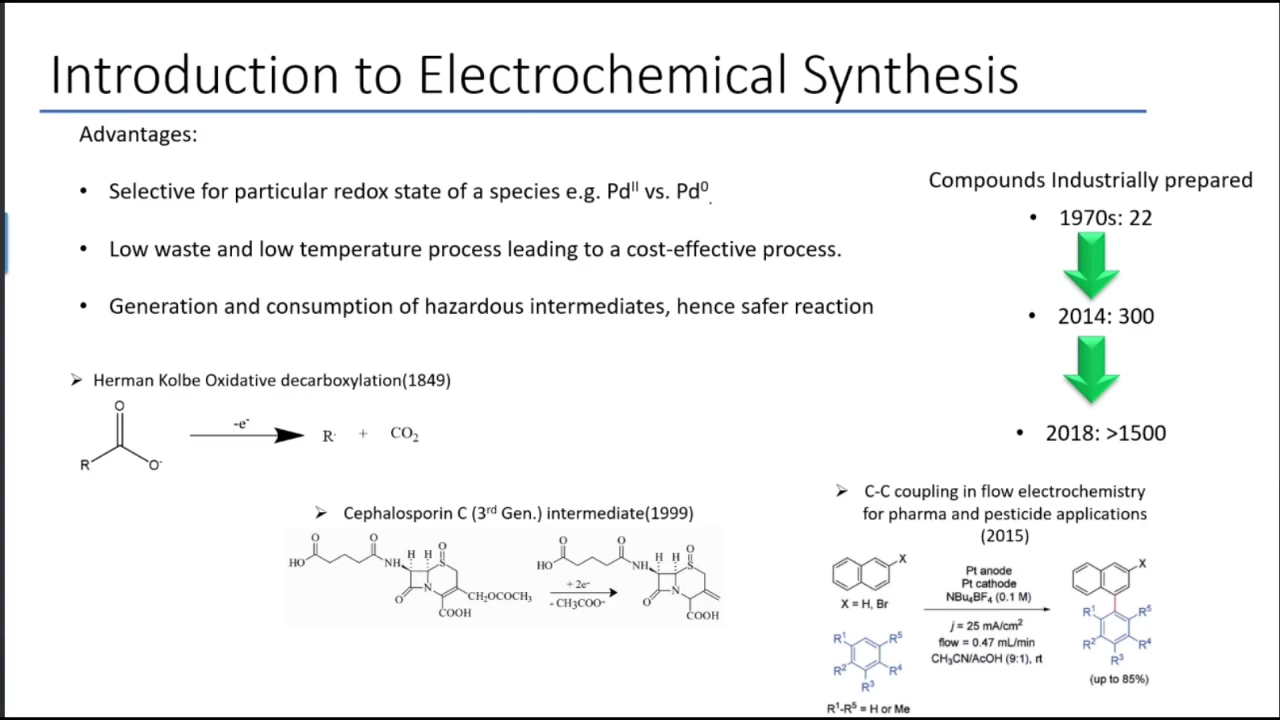 Introduction to Electrochemical Synthesis
Advantages:
• Selective for particular redox state of a species e.g. Pdᴵᴵ vs. Pd⁰.
• Low waste and low temperature process leading to a cost-effective process.
• Generation and consumption of hazardous intermediates, hence safer reaction
Compounds Industrially prepared
• 1970s: 22
• 2014: 300
• 2018: >1500
➢ Herman Kolbe Oxidative decarboxylation(1849)
O
R
O⁻
-e⁻
R· + CO₂
➢ Cephalosporin C (3ʳᵈ Gen.) intermediate(1999)
HO
O
O
NH
H H
O
S
O
N
CH₂OCOCH₃
COOH
+ 2e⁻
- CH₃COO⁻
HO
O
O
NH
H H
O
S
O
N
COOH
➢ C-C coupling in flow electrochemistry
for pharma and pesticide applications
(2015)
X
X = H, Br
R¹
R⁵
R²
R⁴
R³
R¹-R⁵ = H or Me
Pt anode
Pt cathode
NBu₄BF₄ (0.1 M)
j = 25 mA/cm²
flow = 0.47 mL/min
CH₃CN/AcOH (9:1), rt
X
R¹
R⁵
R²
R⁴
R³
(up to 85%)